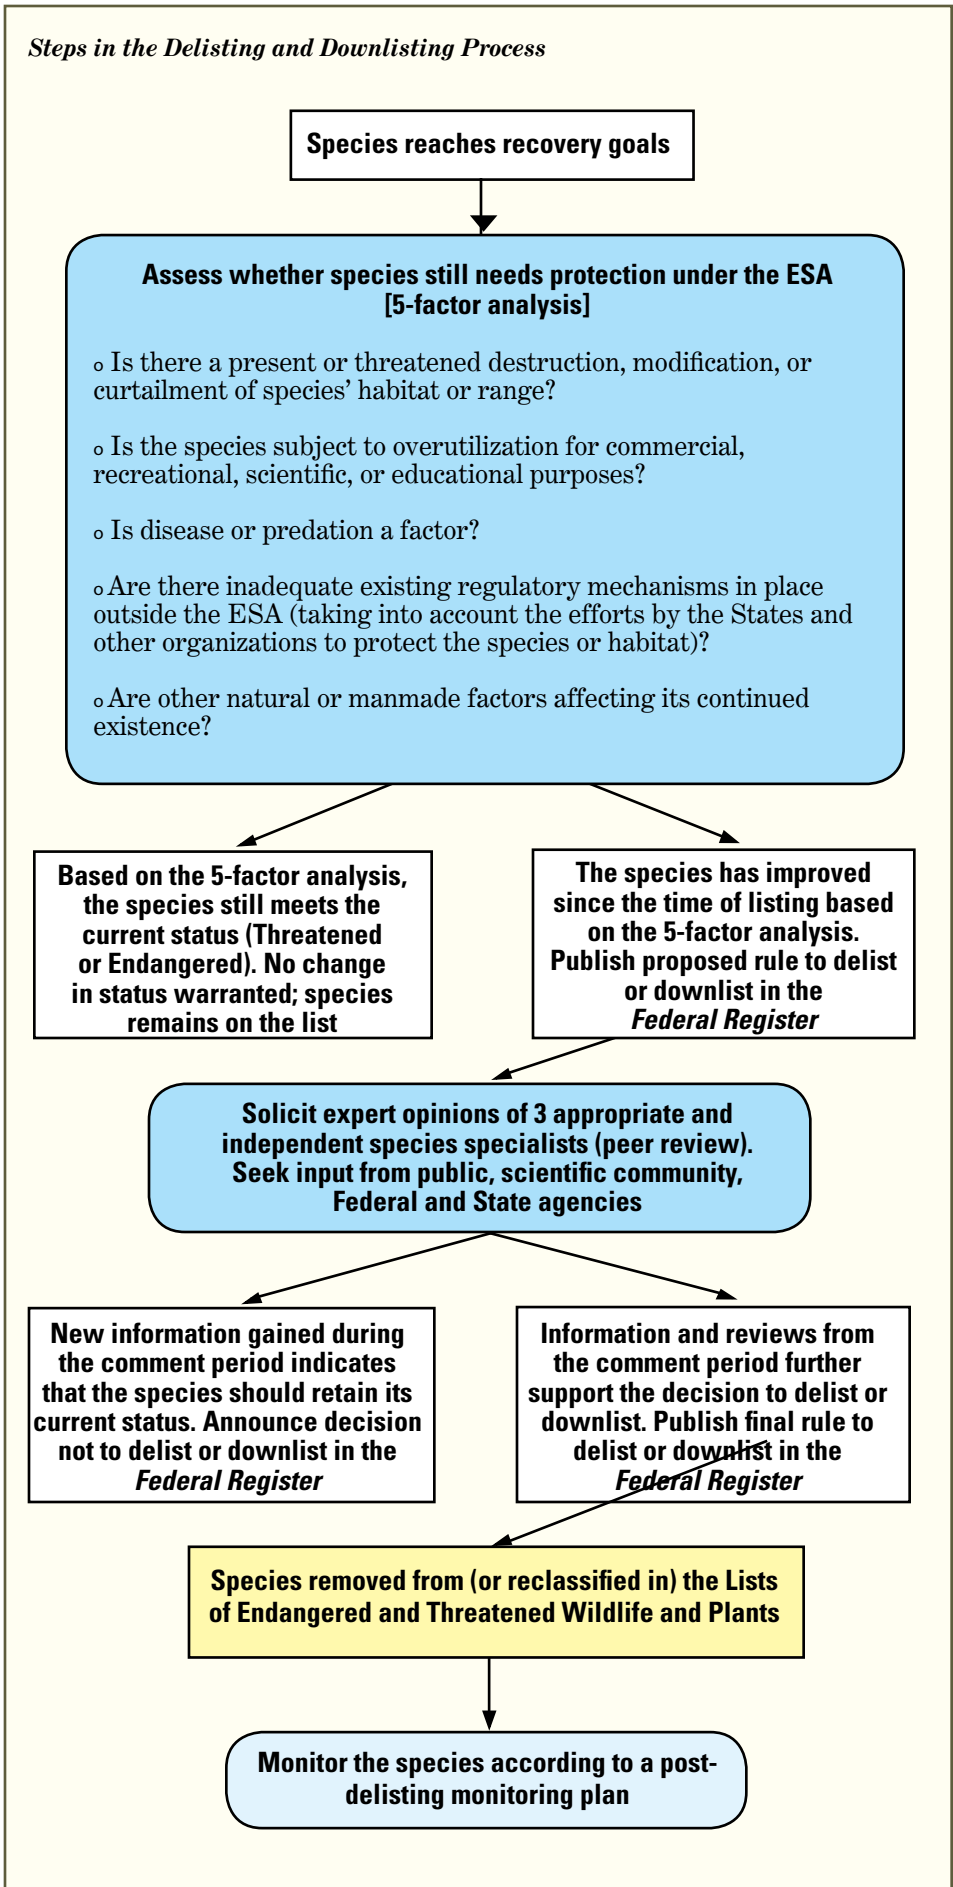 Steps in the Delisting and Downlisting Process
Species reaches recovery goals
Assess whether species still needs protection under the ESA
[5-factor analysis]
o Is there a present or threatened destruction, modification, or
curtailment of species’ habitat or range?
o Is the species subject to overutilization for commercial,
recreational, scientific, or educational purposes?
o Is disease or predation a factor?
o Are there inadequate existing regulatory mechanisms in place
outside the ESA (taking into account the efforts by the States and
other organizations to protect the species or habitat)?
o Are other natural or manmade factors affecting its continued
existence?
Based on the 5-factor analysis,
the species still meets the
current status (Threatened
or Endangered). No change
in status warranted; species
remains on the list
The species has improved
since the time of listing based
on the 5-factor analysis.
Publish proposed rule to delist
or downlist in the
Federal Register
Solicit expert opinions of 3 appropriate and
independent species specialists (peer review).
Seek input from public, scientific community,
Federal and State agencies
New information gained during
the comment period indicates
that the species should retain its
current status. Announce decision
not to delist or downlist in the
Federal Register
Information and reviews from
the comment period further
support the decision to delist or
downlist. Publish final rule to
delist or downlist in the
Federal Register
Species removed from (or reclassified in) the Lists
of Endangered and Threatened Wildlife and Plants
Monitor the species according to a post-
delisting monitoring plan